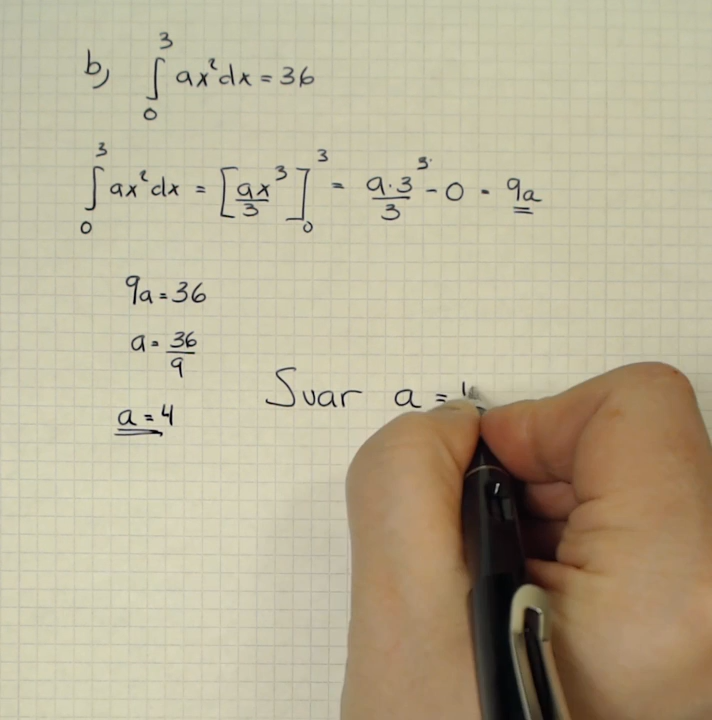 b) ∫₀³ ax²dx = 36
∫₀³ ax²dx = [ax³/3]₀³ = a·3³/3 - 0 = 9a
9a = 36
a = 36/9
a = 4
Svar a =